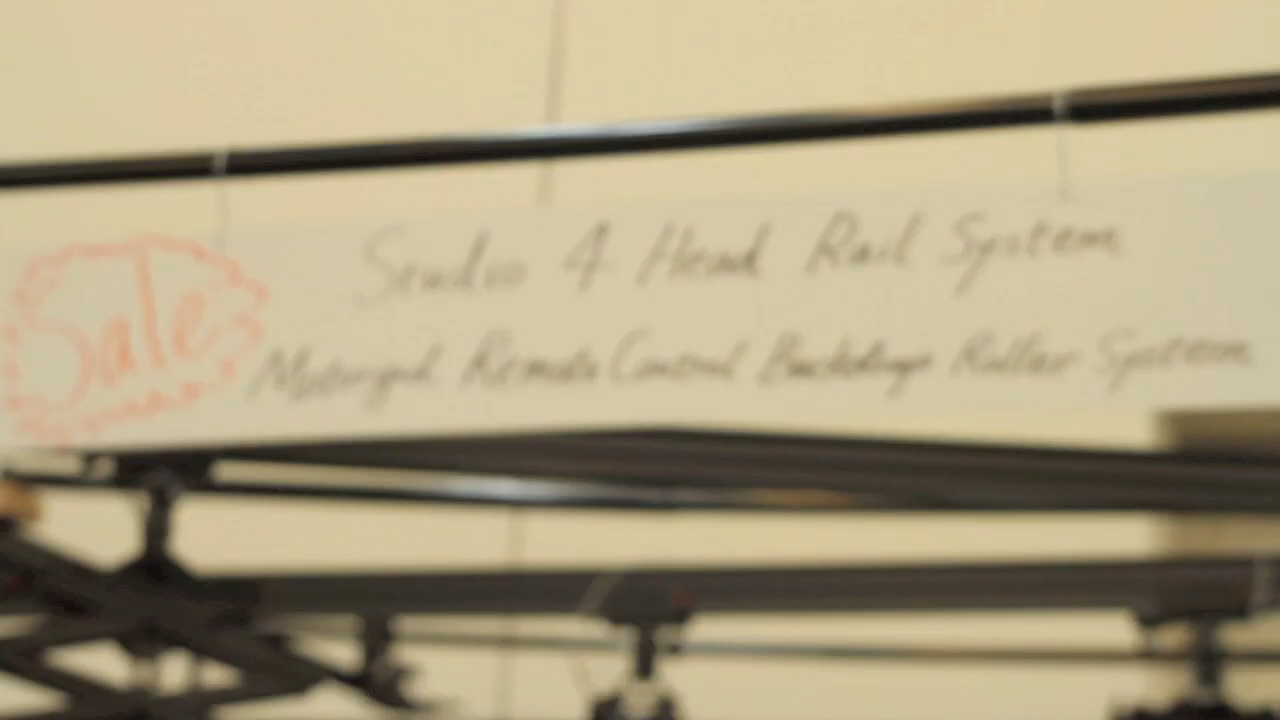 Sale
Studio 4 Head Rail System
Motorized Remote Control Backdrop Roller System